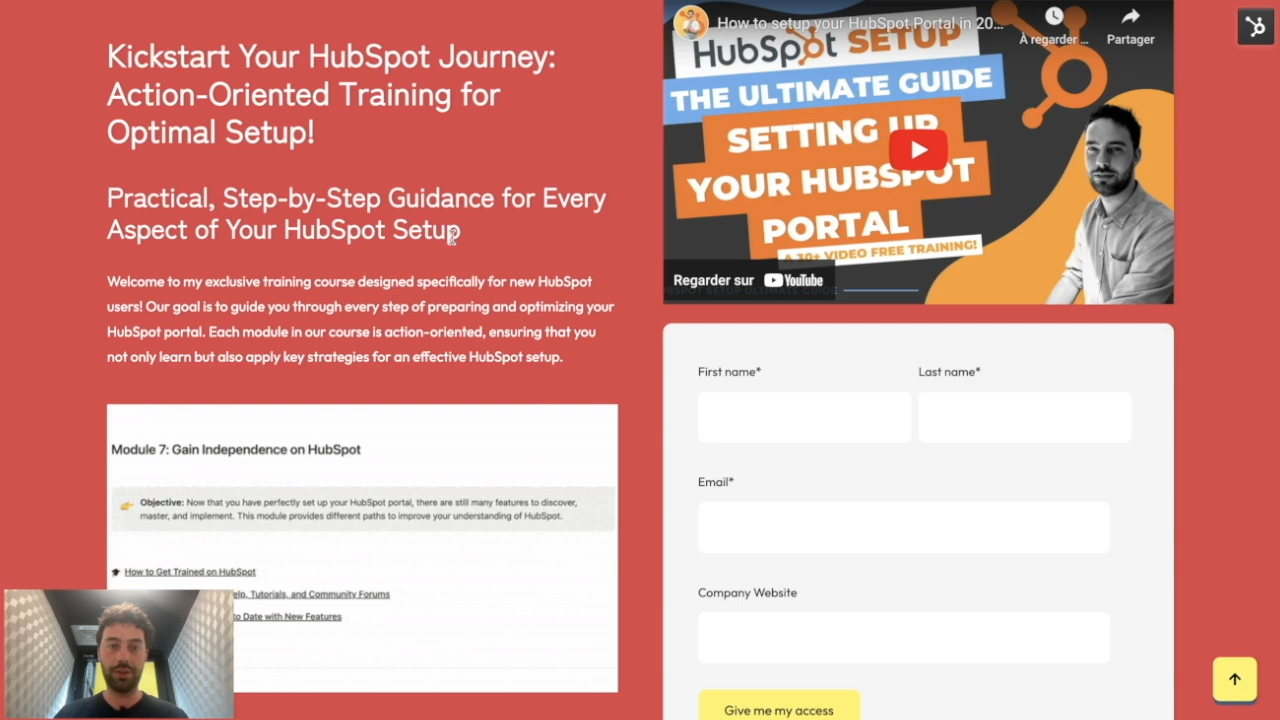 Kickstart Your HubSpot Journey:
Action-Oriented Training for
Optimal Setup!
Practical, Step-by-Step Guidance for Every
Aspect of Your HubSpot Setup
Welcome to my exclusive training course designed specifically for new HubSpot
users! Our goal is to guide you through every step of preparing and optimizing your
HubSpot portal. Each module in our course is action-oriented, ensuring that you
not only learn but also apply key strategies for an effective HubSpot setup.
Module 7: Gain Independence on HubSpot
Objective: Now that you have perfectly set up your HubSpot portal, there are still many features to discover,
master, and implement. This module provides different paths to improve your understanding of HubSpot.
How to Get Trained on HubSpot
elp, Tutorials, and Community Forums
to Date with New Features
How to setup your HubSpot Portal in 20...
À regarder ...
Partager
HubSpot SETUP
THE ULTIMATE GUIDE
SETTING UP
YOUR HUBSPOT
PORTAL
A 30+ VIDEO FREE TRAINING!
Regarder sur YouTube
First name*
Last name*
Email*
Company Website
Give me my access